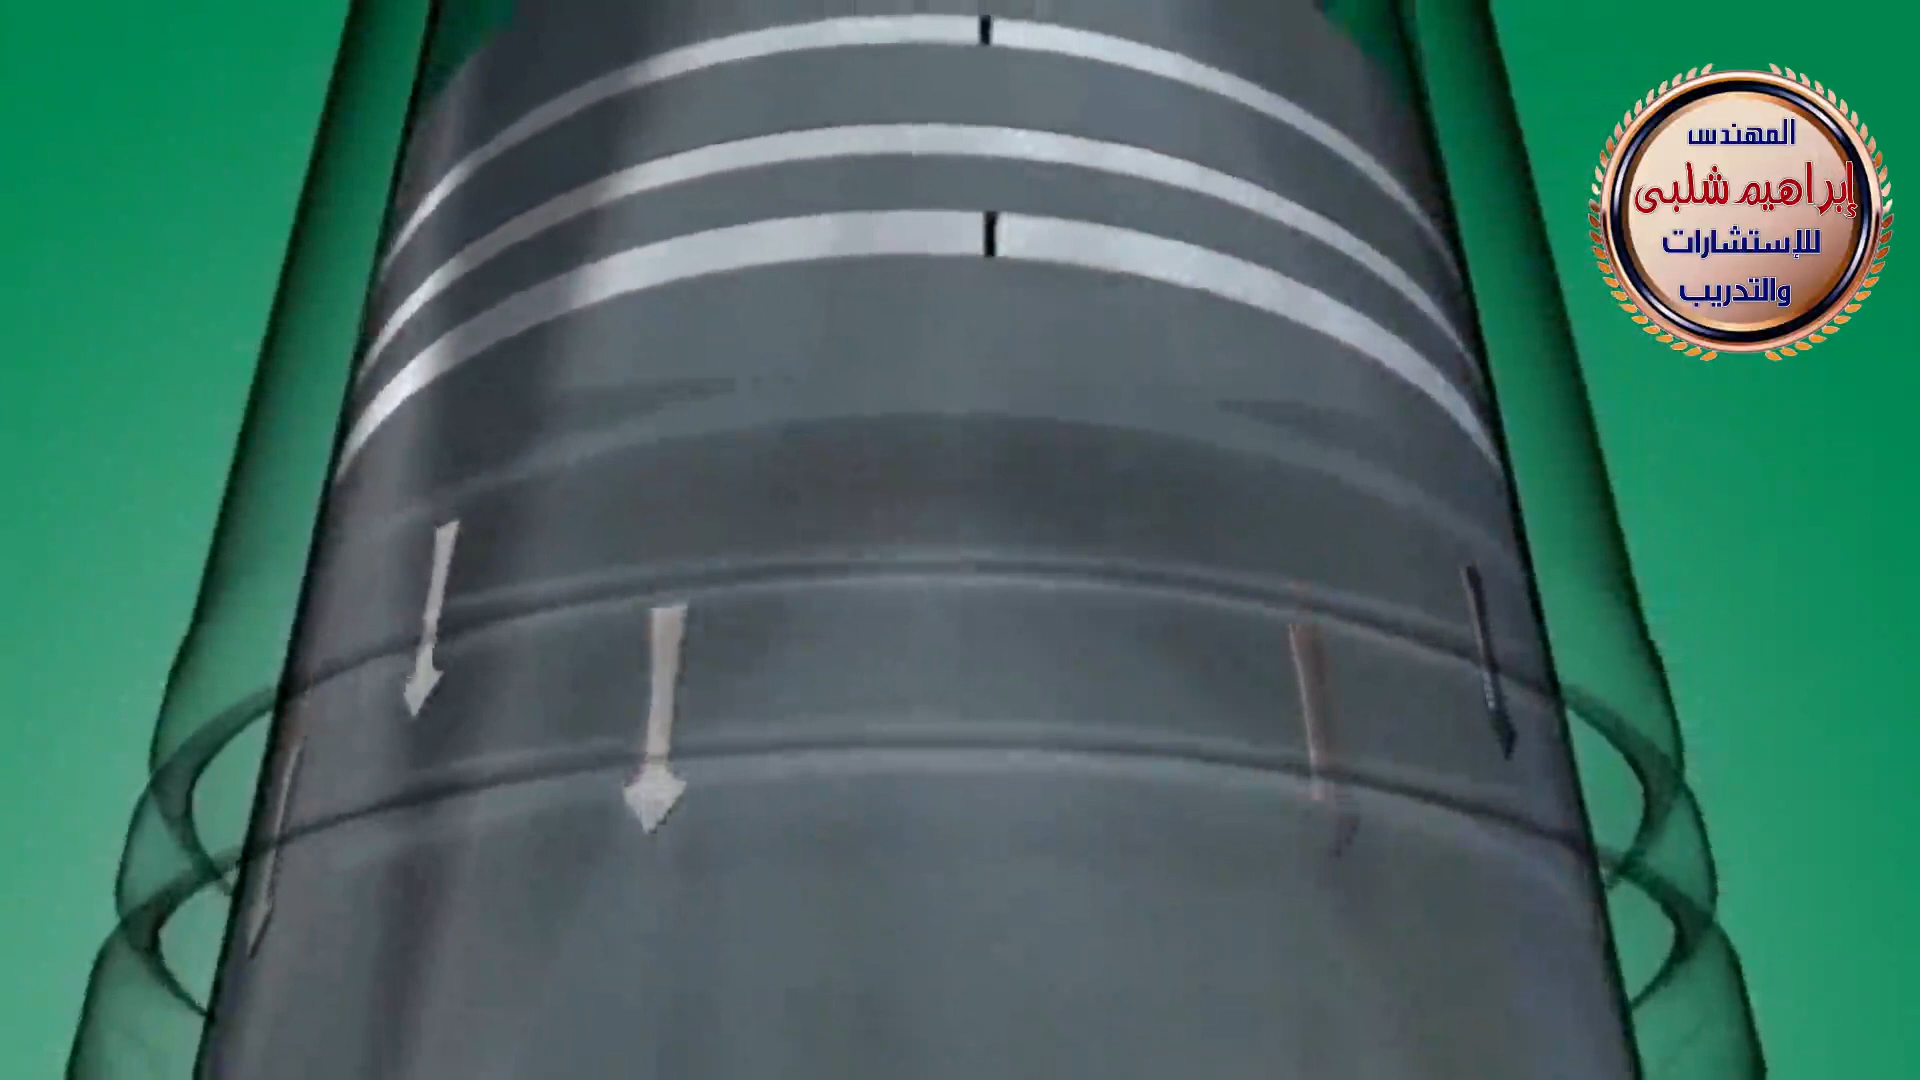 المهندس
إبراهيم شلبى
للإستشارات
والتدريب